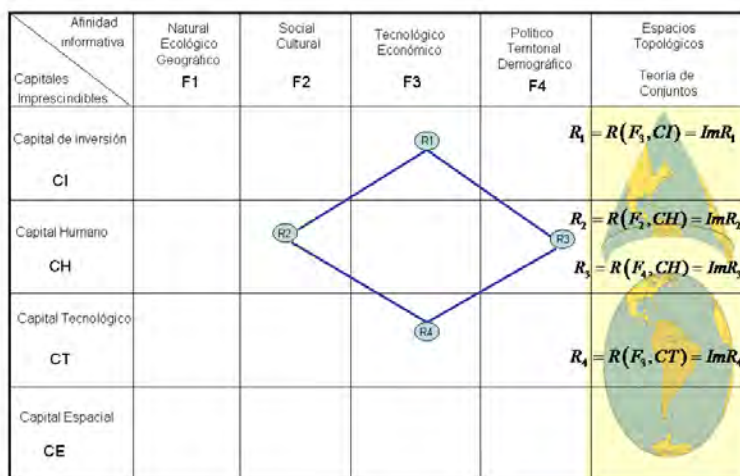 Afinidad
informativa
Capitales
Imprescindibles
Natural
Ecológico
Geográfico
F1
Social
Cultural
F2
Tecnológico
Económico
F3
Político
Territorial
Demográfico
F4
Espacios
Topológicos
Teoría de
Conjuntos
Capital de inversión
CI
R1
R₁ = R(F₃, CI) = ImR₁
Capital Humano
CH
R2
R3
R₂ = R(F₂, CH) = ImR₂
R₃ = R(F₄, CH) = ImR₃
Capital Tecnológico
CT
R4
R₄ = R(F₃, CT) = ImR₄
Capital Espacial
CE